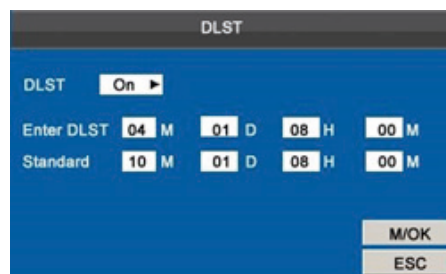 DLST
DLST On ►
Enter DLST 04 M 01 D 08 H 00 M
Standard 10 M 01 D 08 H 00 M
M/OK
ESC